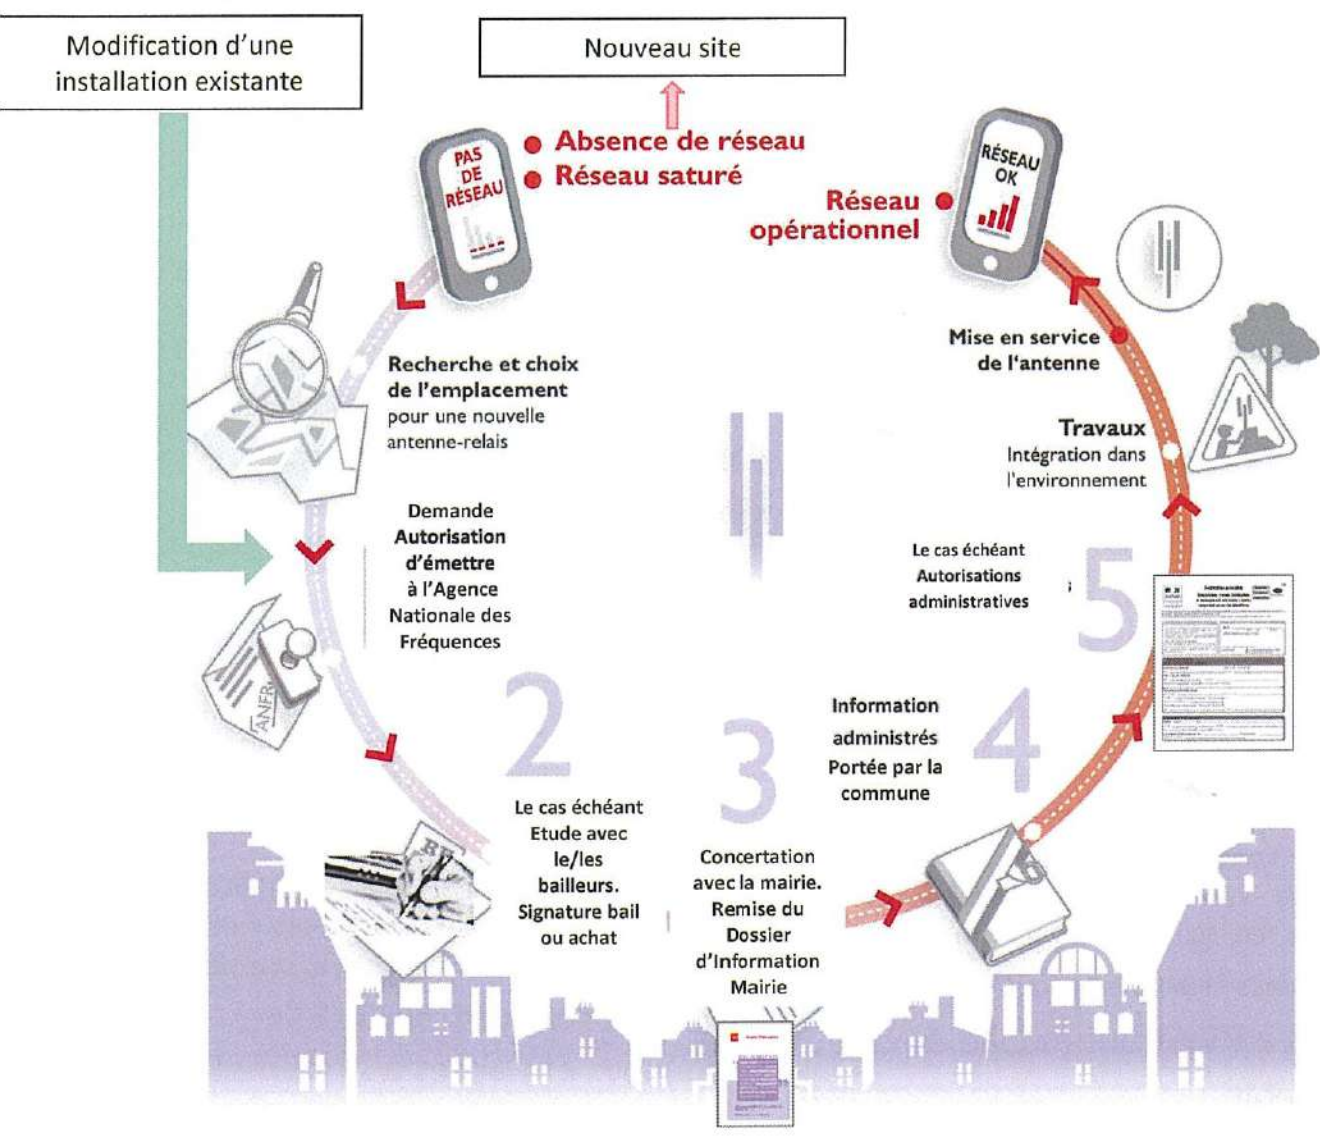 Modification d'une
installation existante
Nouveau site
PAS
DE
RÉSEAU
Absence de réseau
Réseau saturé
RÉSEAU
OK
Réseau
opérationnel
Recherche et choix
de l'emplacement
pour une nouvelle
antenne-relais
Mise en service
de l'antenne
Travaux
Intégration dans
l'environnement
Demande
Autorisation
d'émettre
à l'Agence
Nationale des
Fréquences
ANFR
Le cas échéant
Autorisations
administratives
5
2
Le cas échéant
Etude avec
le/les
bailleurs.
Signature bail
ou achat
3
Concertation
avec la mairie.
Remise du
Dossier
d'Information
Mairie
4
Information
administrés
Portée par la
commune